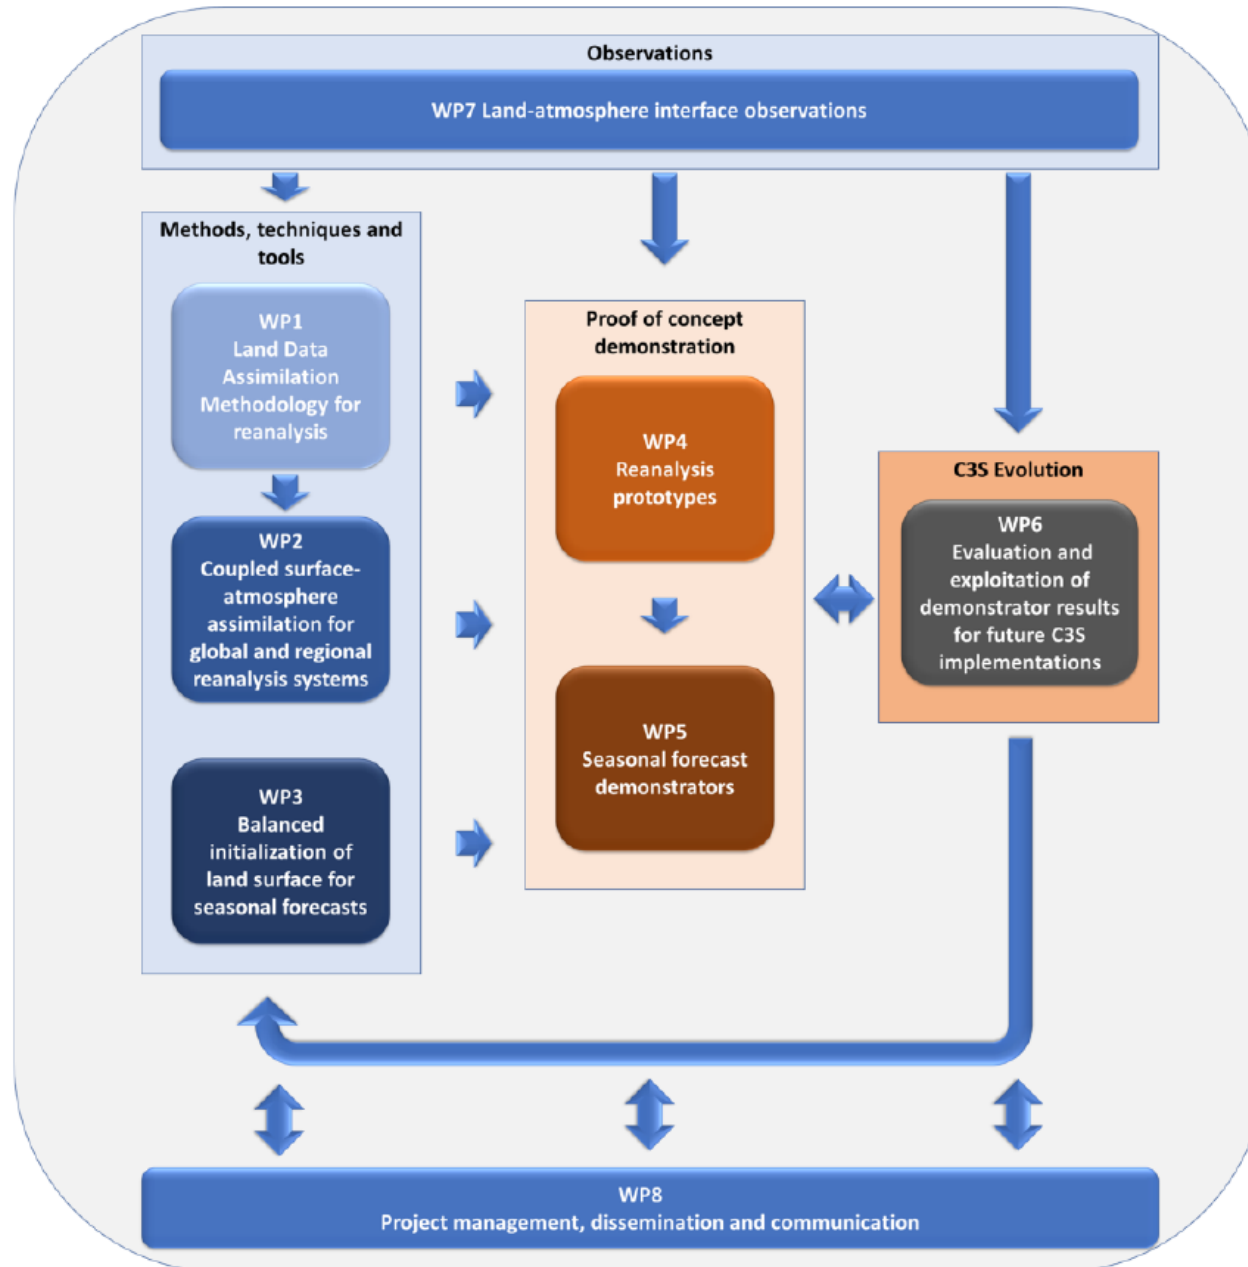 Observations
WP7 Land-atmosphere interface observations
Methods, techniques and
tools
WP1
Land Data
Assimilation
Methodology for
reanalysis
WP2
Coupled surface-
atmosphere
assimilation for
global and regional
reanalysis systems
WP3
Balanced
initialization of
land surface for
seasonal forecasts
Proof of concept
demonstration
WP4
Reanalysis
prototypes
WP5
Seasonal forecast
demonstrators
C3S Evolution
WP6
Evaluation and
exploitation of
demonstrator results
for future C3S
implementations
WP8
Project management, dissemination and communication